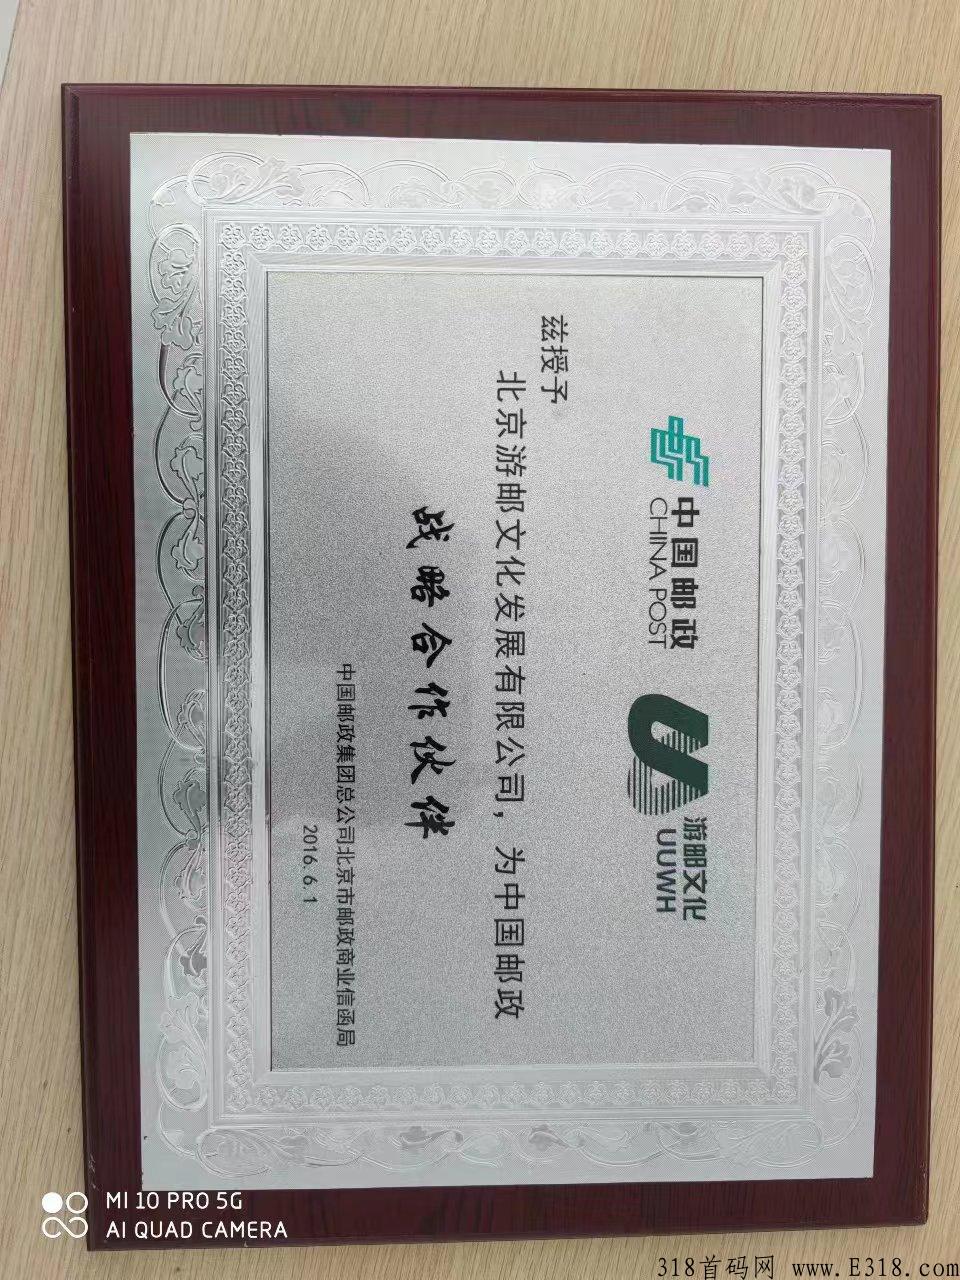 中国邮政
CHINA POST
游邮文化
UUWH
兹授予
北京游邮文化发展有限公司，为中国邮政
战略合作伙伴
中国邮政集团总公司北京市邮政商业信函局
2016.6.1
MI 10 PRO 5G
AI QUAD CAMERA
318首码网 www.E318.com